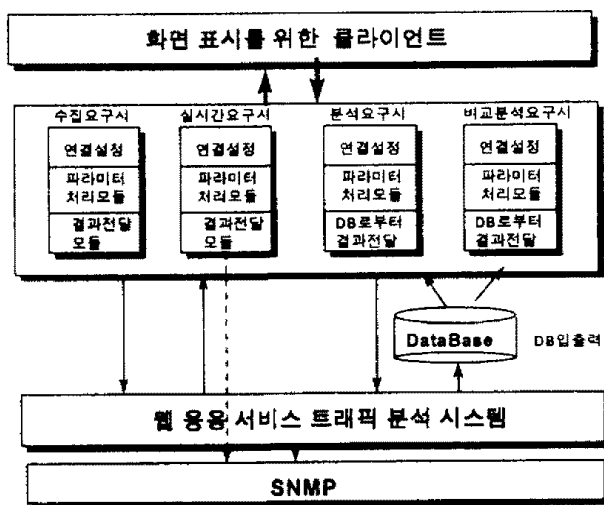 화면 표시를 위한 클라이언트
수집요구시 실시간요구시 분석요구시 비교분석요구시
연결설정 연결설정 연결설정 연결설정
파라미터 파라미터 파라미터 파라미터
처리모듈 처리모듈 처리모듈 처리모듈
결과전달 결과전달 DB로부터 DB로부터
모듈 모듈 결과전달 결과전달
DataBase DB입출력
웹 응용 서비스 트래픽 분석 시스템
SNMP